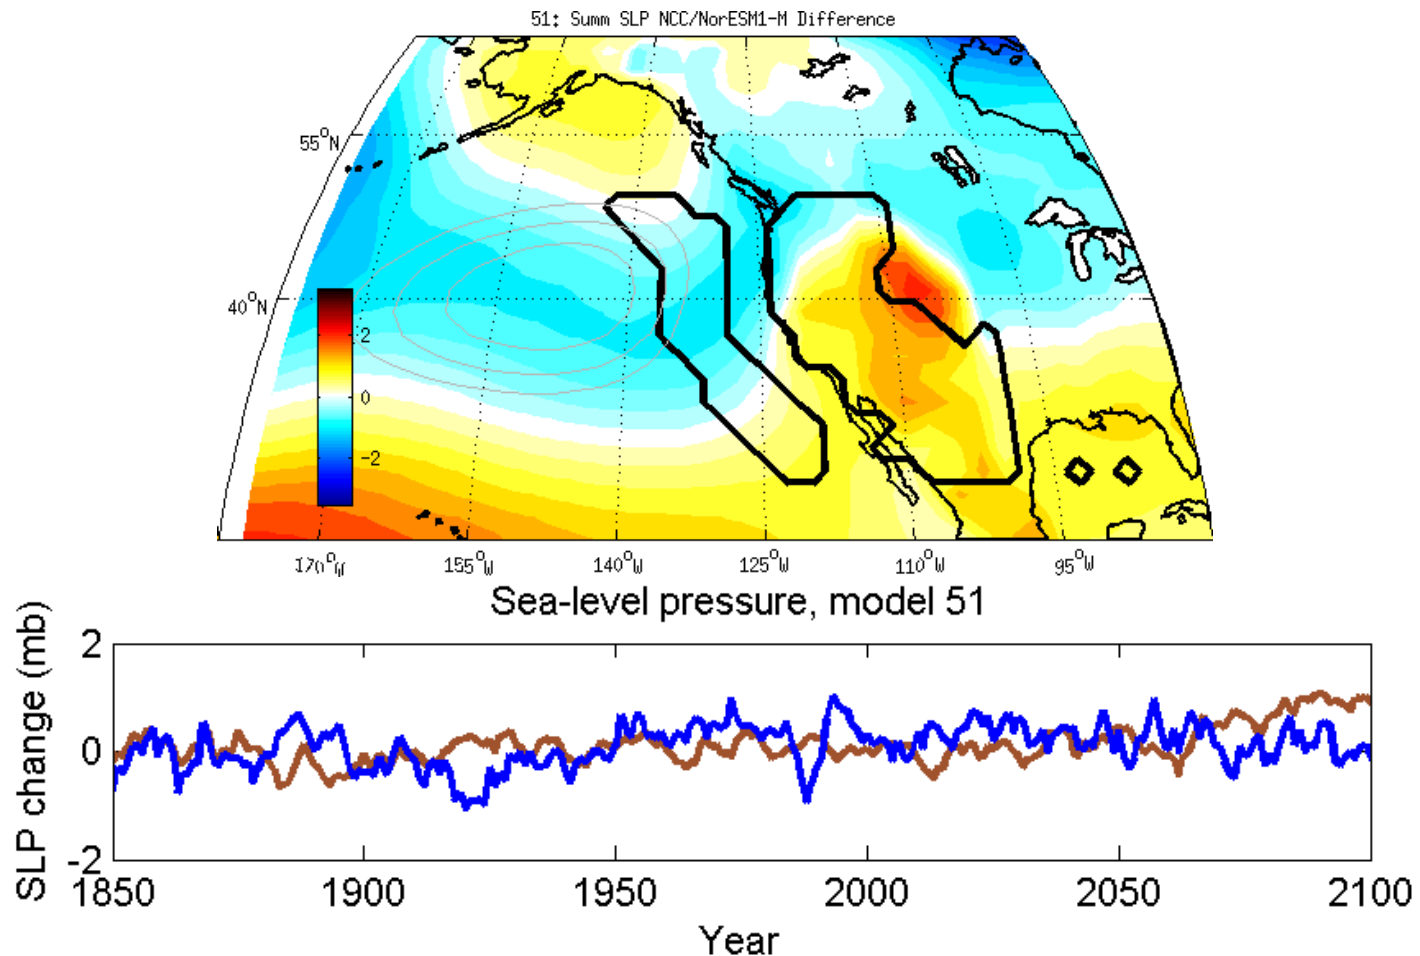 51: Summ SLP NCC/NorESM1-M Difference
55°N
40°N
2
0
-2
170°W 155°W 140°W 125°W 110°W 95°W
Sea-level pressure, model 51
SLP change (mb)
2
0
-2
1850 1900 1950 2000 2050 2100
Year